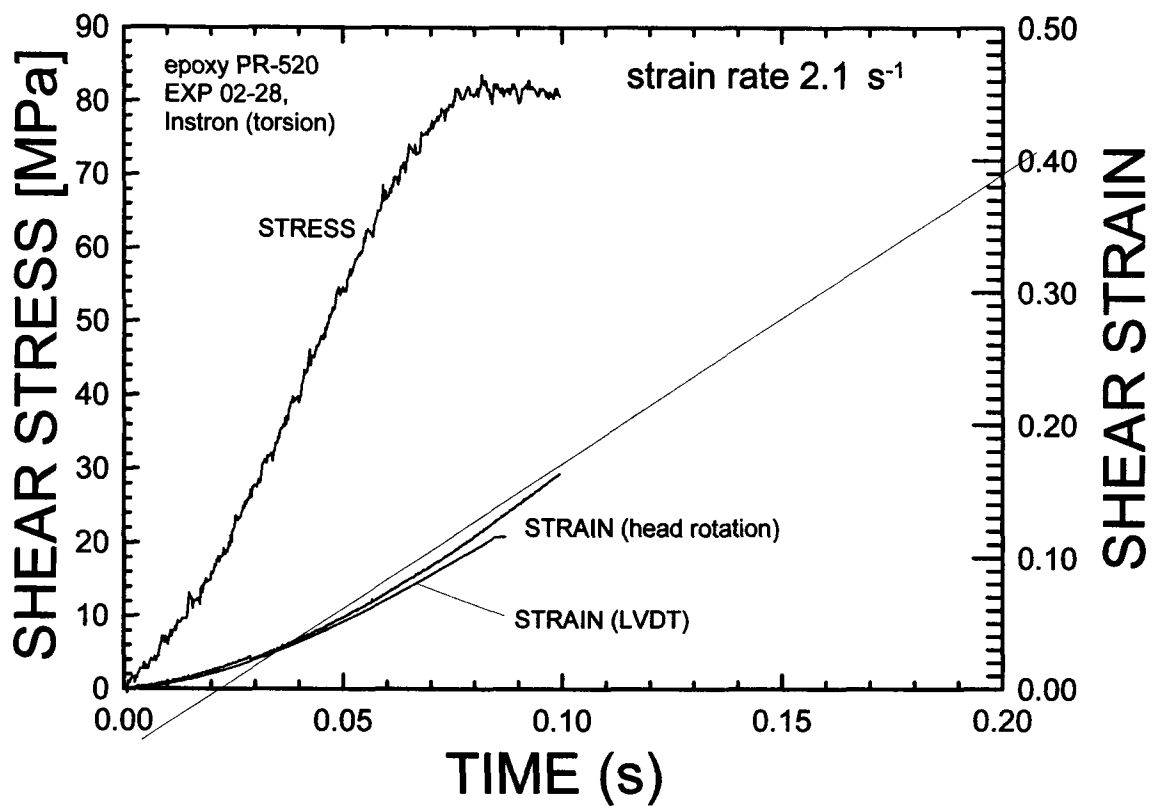 90
80
70
60
50
40
30
20
10
0
SHEAR STRESS [MPa]
epoxy PR-520
EXP 02-28,
Instron (torsion)
strain rate 2.1 s-1
STRESS
STRAIN (head rotation)
STRAIN (LVDT)
0.50
0.40
0.30
0.20
0.10
0.00
SHEAR STRAIN
0.00 0.05 0.10 0.15 0.20
TIME (s)